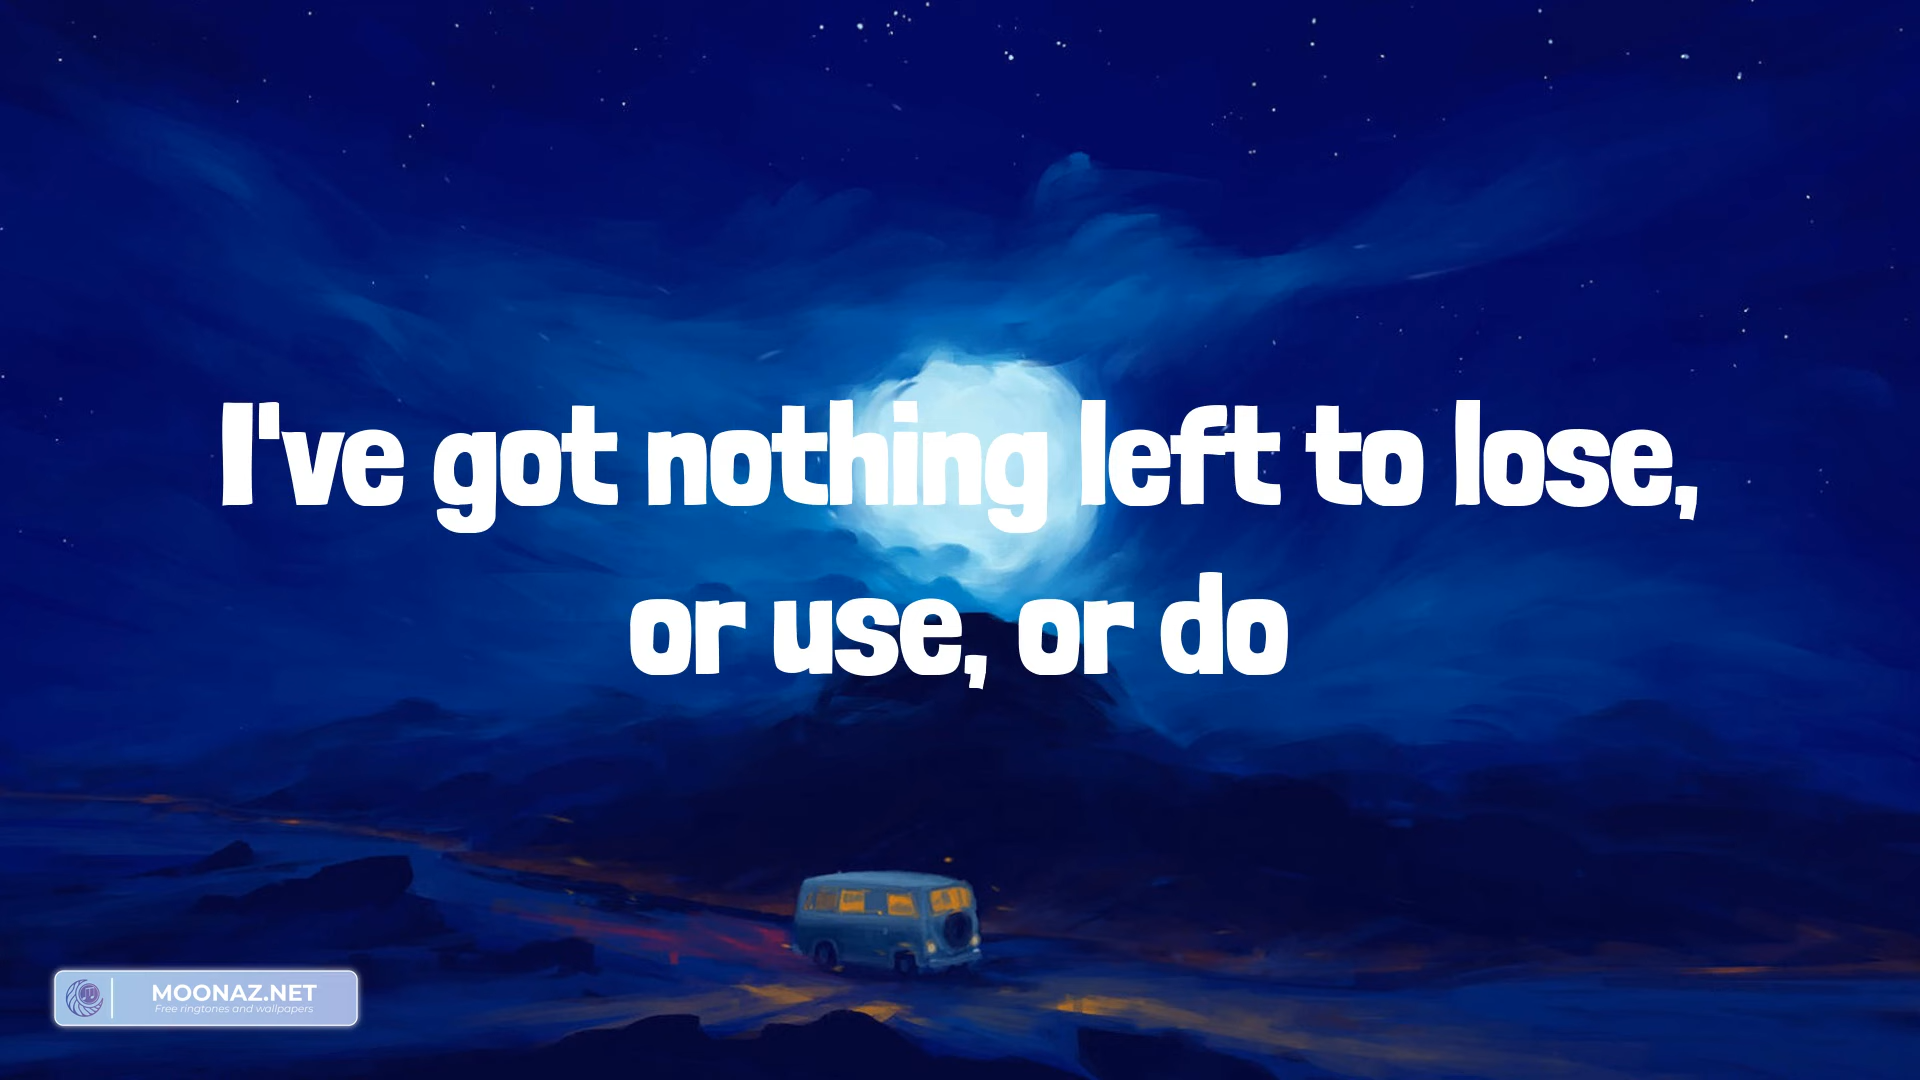 I've got nothing left to lose,
or use, or do
MOONAZ.NET
Free ringtones and wallpapers